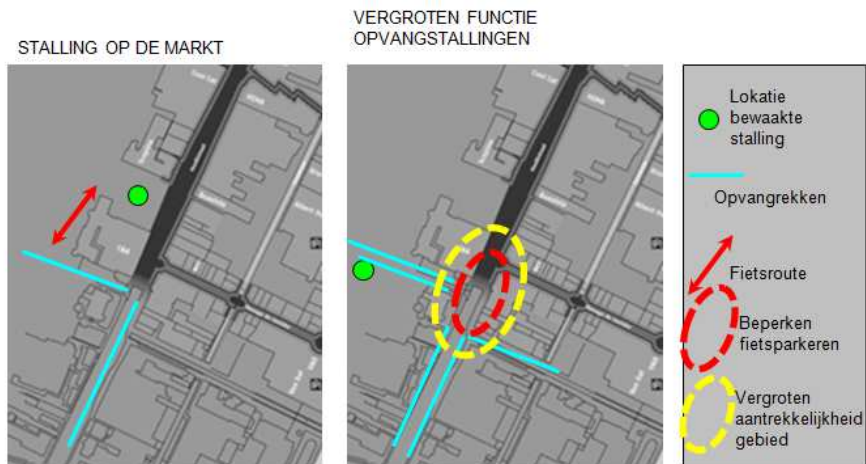 STALLING OP DE MARKT
VERGROTEN FUNCTIE
OPVANGSTALLINGEN
Lokatie
bewaakte
stalling
Opvangrekken
Fietsroute
Beperken
fietsparkeren
Vergroten
aantrekkelijkheid
gebied